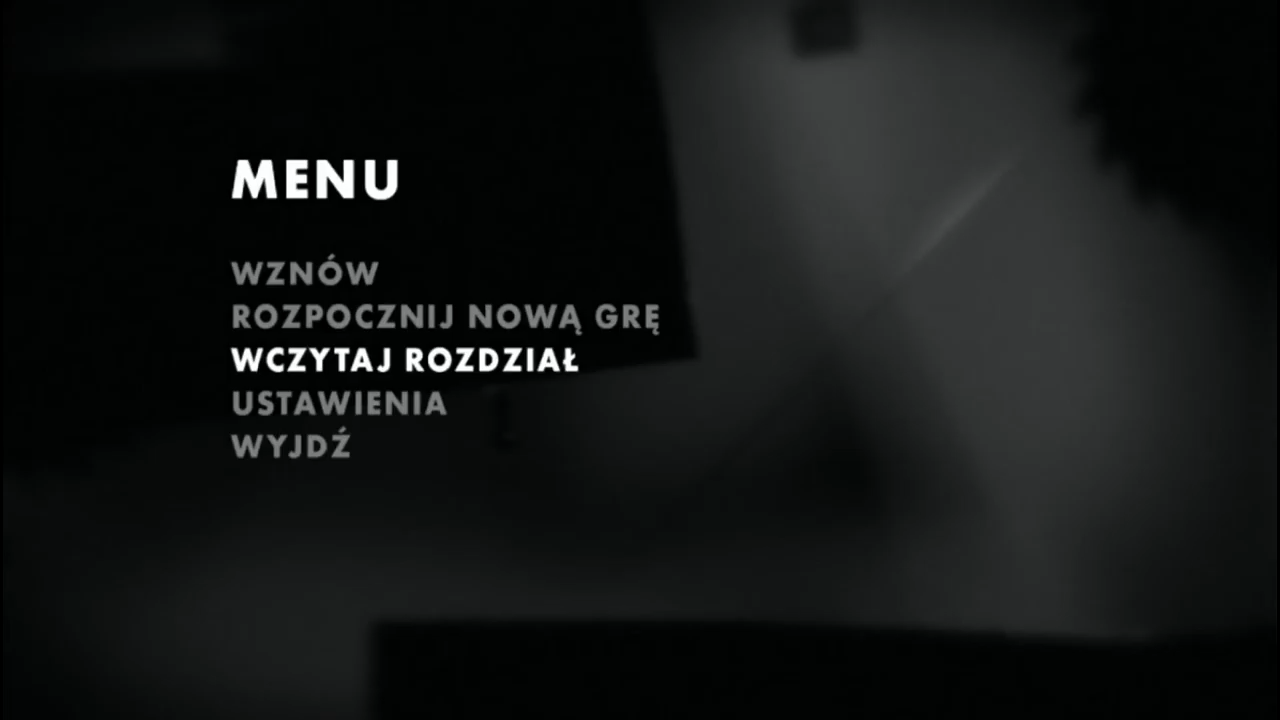 MENU
WZNÓW
ROZPOCZNIJ NOWĄ GRĘ
WCZYTAJ ROZDZIAŁ
USTAWIENIA
WYJDŹ